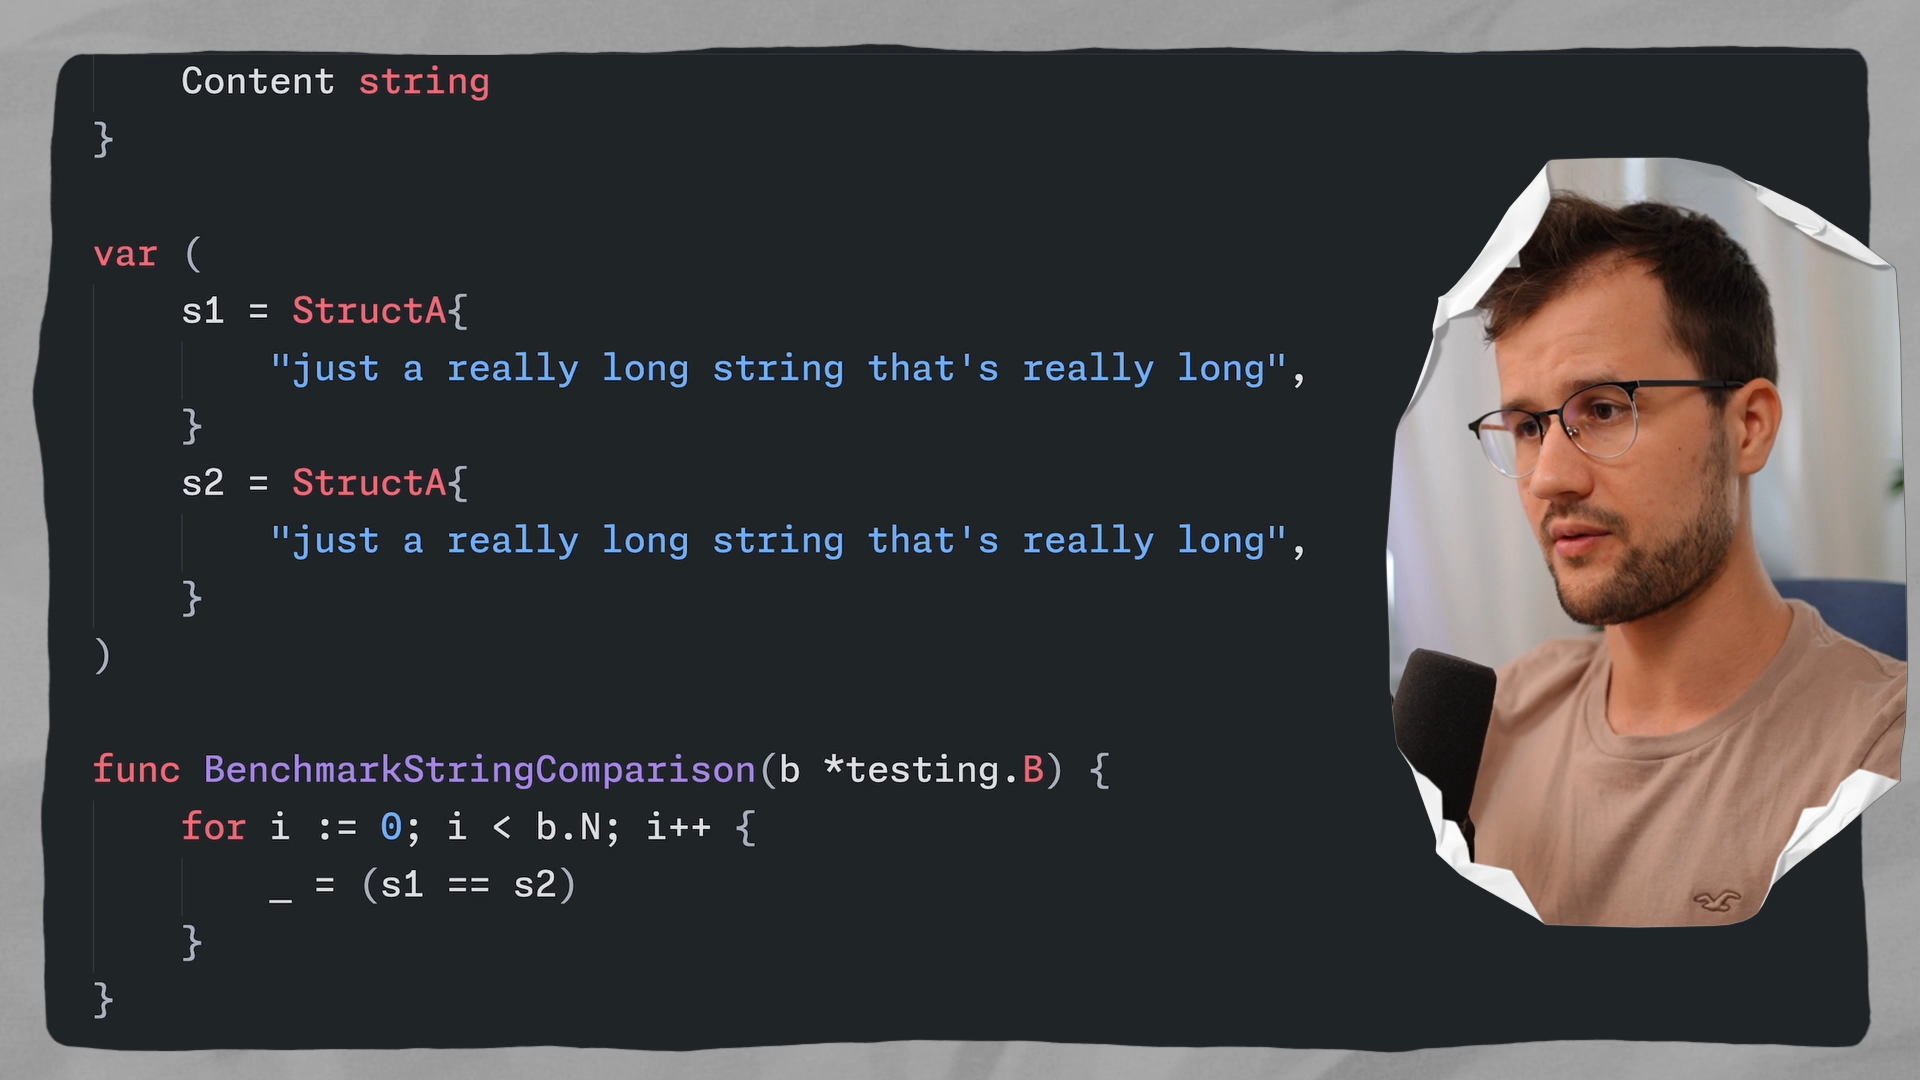 Content string
}
var (
s1 = StructA{
"just a really long string that's really long",
}
s2 = StructA{
"just a really long string that's really long",
}
)
func BenchmarkStringComparison(b *testing.B) {
for i := 0; i < b.N; i++ {
_ = (s1 == s2)
}
}